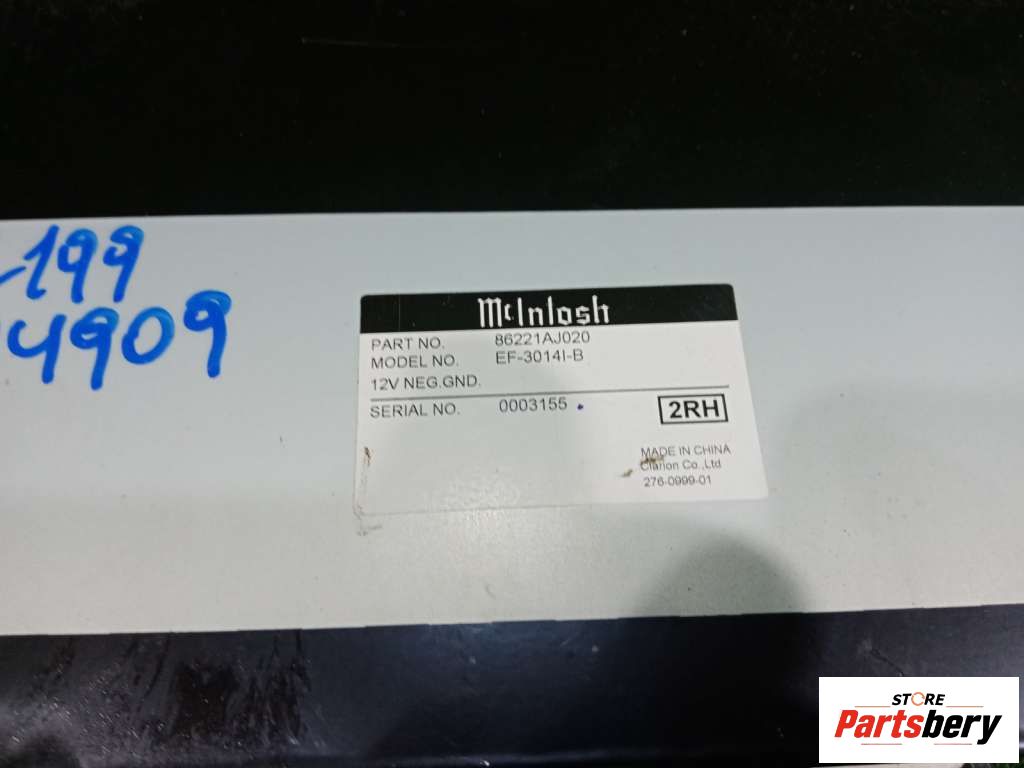 199
4909
McIntosh
PART NO. 86221AJ020
MODEL NO. EF-3014I-B
12V NEG.GND.
SERIAL NO. 0003155
2RH
MADE IN CHINA
Clarion Co.,Ltd
276-0999-01
STORE
Partsbery